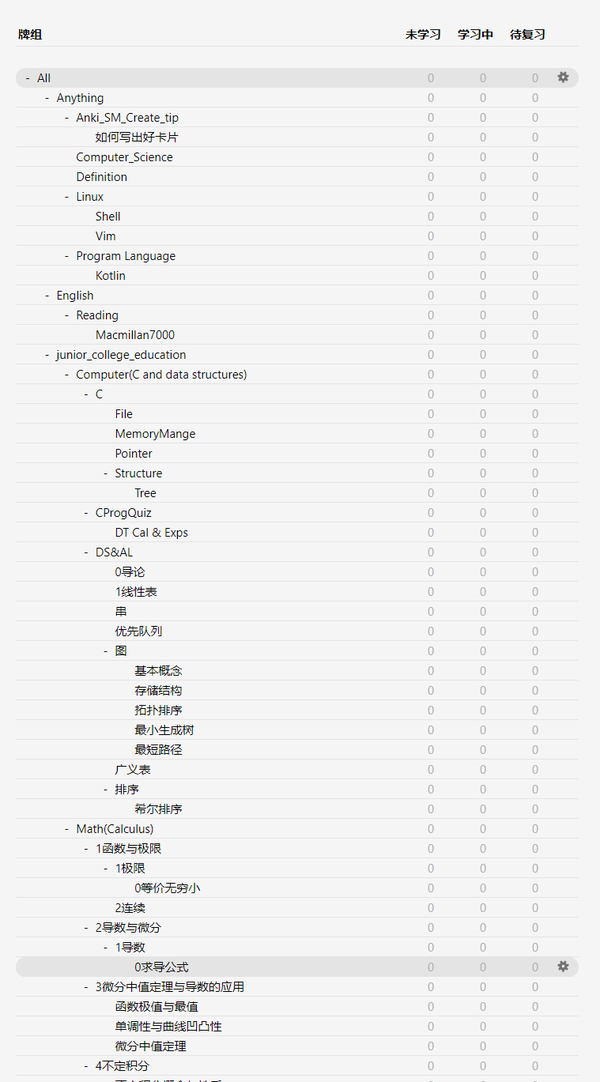 牌组 未学习 学习中 待复习
- All 0 0 0
- Anything 0 0 0
- Anki_SM_Create_tip 0 0 0
如何写出好卡片 0 0 0
Computer_Science 0 0 0
Definition 0 0 0
- Linux 0 0 0
Shell 0 0 0
Vim 0 0 0
- Program Language 0 0 0
Kotlin 0 0 0
- English 0 0 0
- Reading 0 0 0
Macmillan7000 0 0 0
- junior_college_education 0 0 0
- Computer(C and data structures) 0 0 0
- C 0 0 0
File 0 0 0
MemoryMange 0 0 0
Pointer 0 0 0
- Structure 0 0 0
Tree 0 0 0
- CProgQuiz 0 0 0
DT Cal & Exps 0 0 0
- DS&AL 0 0 0
0导论 0 0 0
1线性表 0 0 0
串 0 0 0
优先队列 0 0 0
- 图 0 0 0
基本概念 0 0 0
存储结构 0 0 0
拓扑排序 0 0 0
最小生成树 0 0 0
最短路径 0 0 0
广义表 0 0 0
- 排序 0 0 0
希尔排序 0 0 0
- Math(Calculus) 0 0 0
- 1函数与极限 0 0 0
- 1极限 0 0 0
0等价无穷小 0 0 0
2连续 0 0 0
- 2导数与微分 0 0 0
- 1导数 0 0 0
0求导公式 0 0 0
- 3微分中值定理与导数的应用 0 0 0
函数极值与最值 0 0 0
单调性与曲线凹凸性 0 0 0
微分中值定理 0 0 0
- 4不定积分 0 0 0